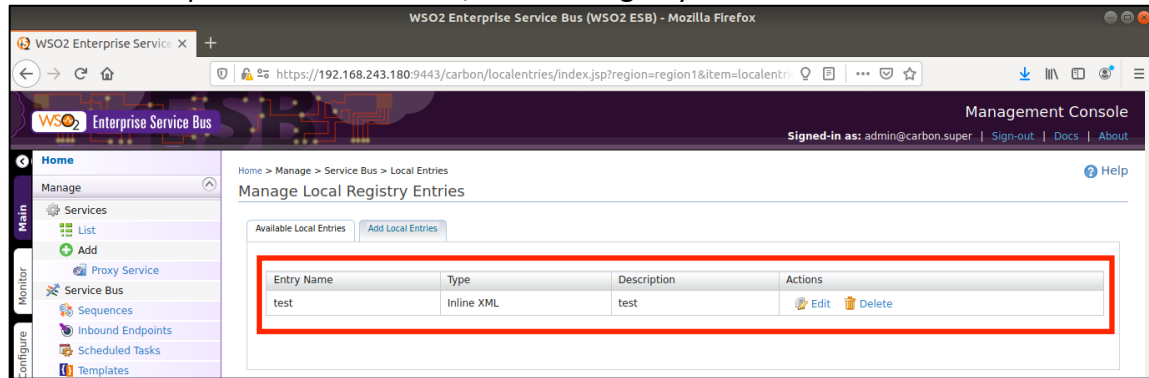 WSO2 Enterprise Service Bus (WSO2 ESB) - Mozilla Firefox
WSO2 Enterprise Service
https://192.168.243.180:9443/carbon/localentries/index.jsp?region=region1&item=localentri
WSO2 Enterprise Service Bus
Management Console
Signed-in as: admin@carbon.super | Sign-out | Docs | About
Main
Monitor
Configure
Home
Manage
Services
List
Add
Proxy Service
Service Bus
Sequences
Inbound Endpoints
Scheduled Tasks
Templates
Home > Manage > Service Bus > Local Entries
Help
Manage Local Registry Entries
Available Local Entries Add Local Entries
Entry Name Type Description Actions
test Inline XML test Edit Delete